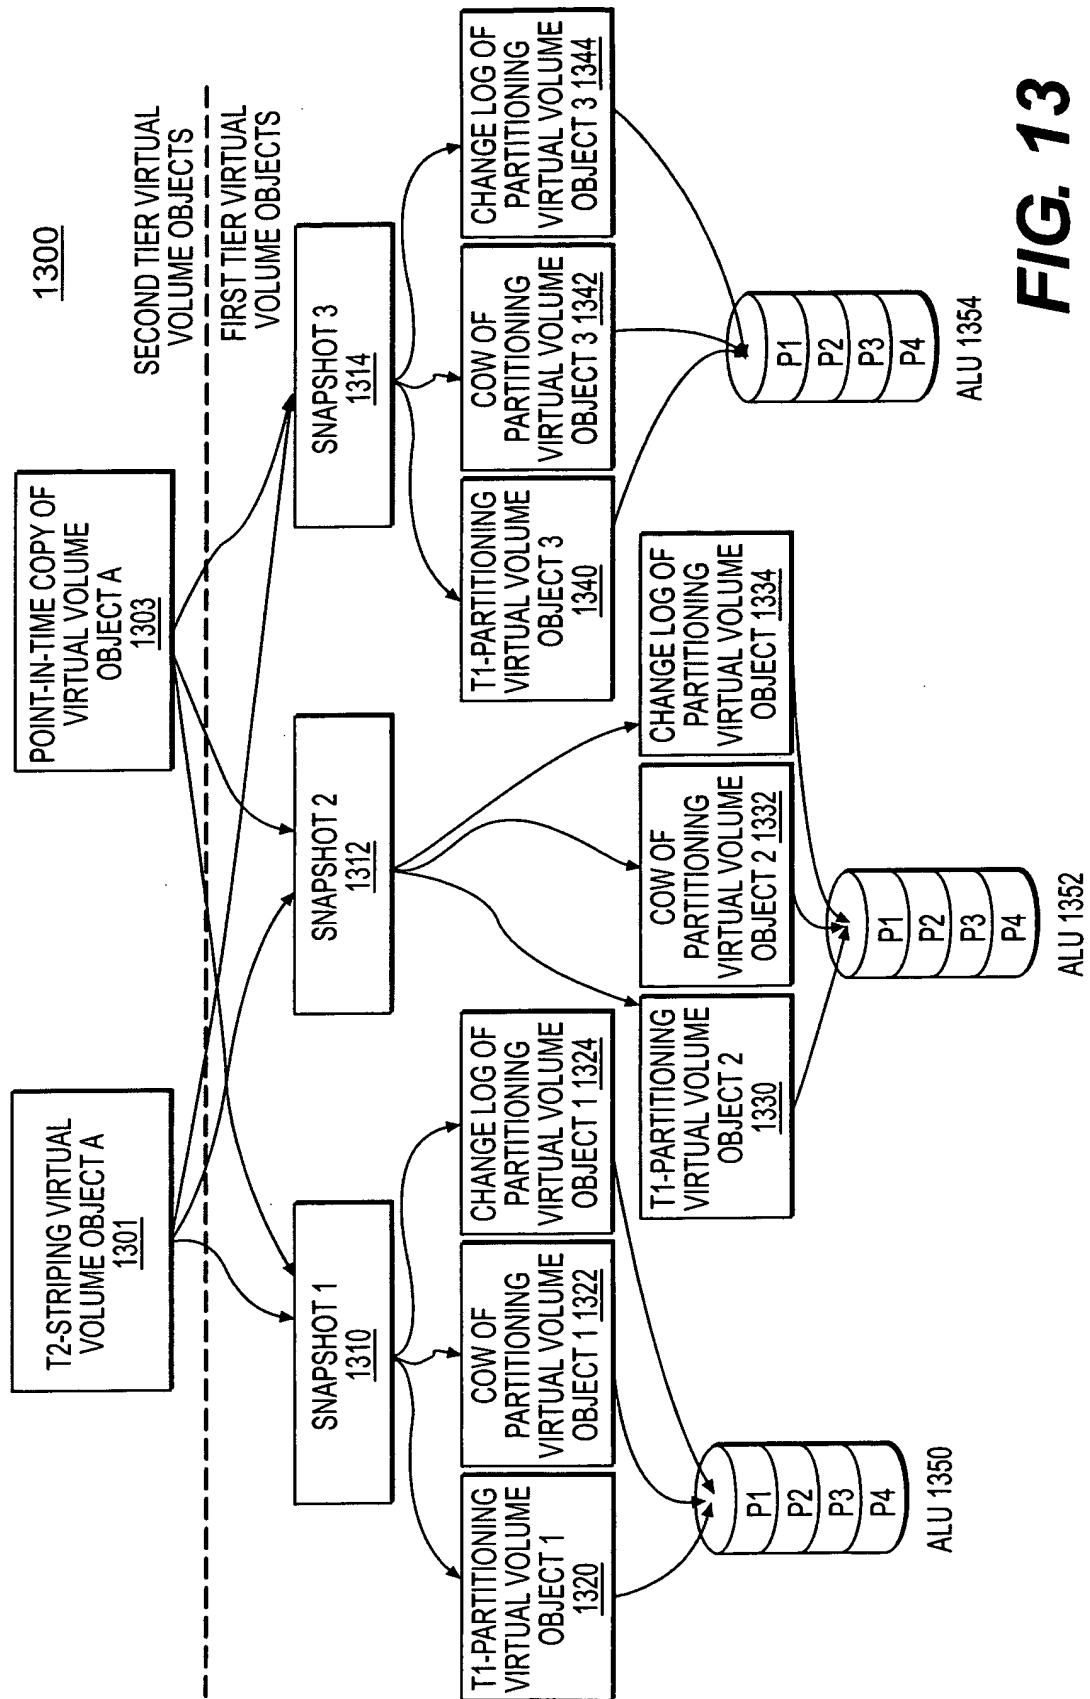 1300
SECOND TIER VIRTUAL
VOLUME OBJECTS
FIRST TIER VIRTUAL
VOLUME OBJECTS
T2-STRIPING VIRTUAL
VOLUME OBJECT A
1301
POINT-IN-TIME COPY OF
VIRTUAL VOLUME
OBJECT A
1303
SNAPSHOT 1
1310
SNAPSHOT 2
1312
SNAPSHOT 3
1314
T1-PARTITIONING
VIRTUAL VOLUME
OBJECT 1
1320
COW OF
PARTITIONING
VIRTUAL VOLUME
OBJECT 1 1322
CHANGE LOG OF
PARTITIONING
VIRTUAL VOLUME
OBJECT 1 1324
T1-PARTITIONING
VIRTUAL VOLUME
OBJECT 2
1330
COW OF
PARTITIONING
VIRTUAL VOLUME
OBJECT 2 1332
CHANGE LOG OF
PARTITIONING
VIRTUAL VOLUME
OBJECT 1334
T1-PARTITIONING
VIRTUAL VOLUME
OBJECT 3
1340
COW OF
PARTITIONING
VIRTUAL VOLUME
OBJECT 3 1342
CHANGE LOG OF
PARTITIONING
VIRTUAL VOLUME
OBJECT 3 1344
P1
P2
P3
P4
ALU 1350
P1
P2
P3
P4
ALU 1352
P1
P2
P3
P4
ALU 1354
FIG. 13